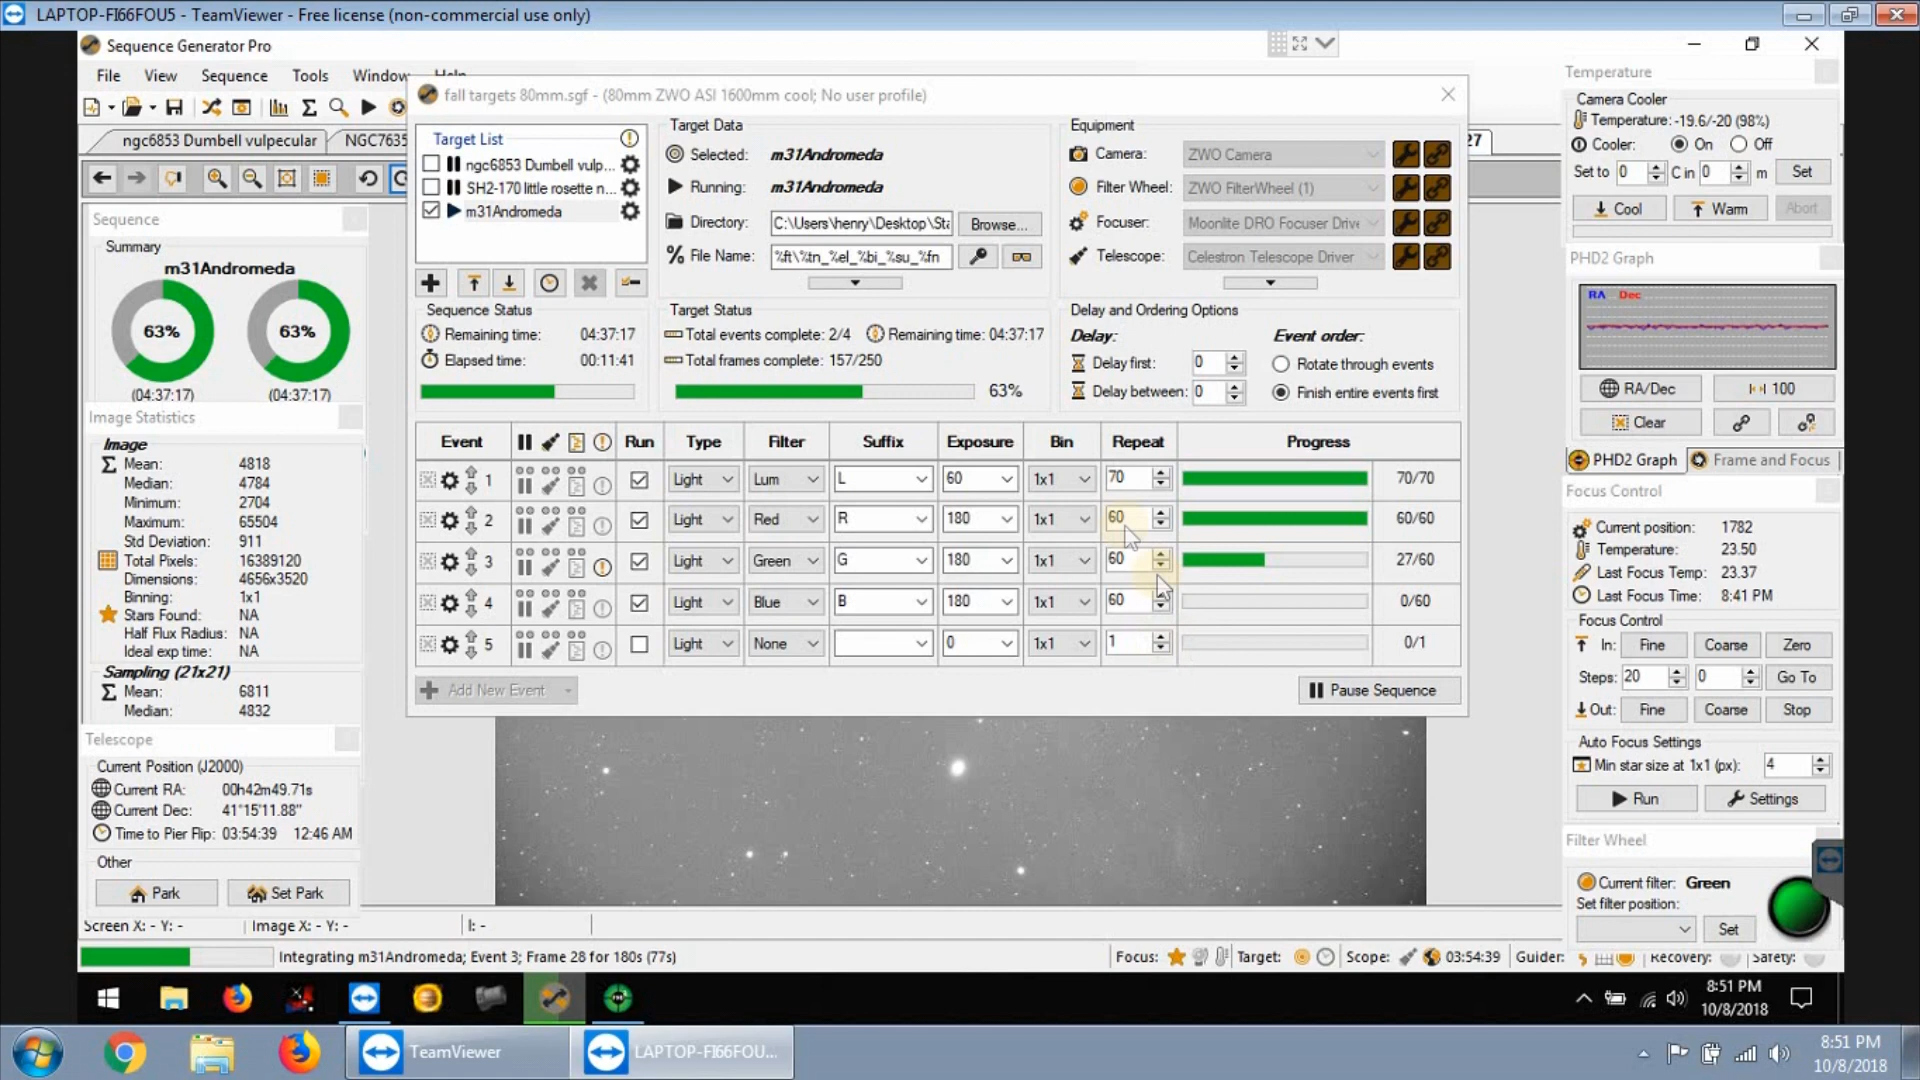 LAPTOP-FI66FOU5 - TeamViewer - Free license (non-commercial use only)
Sequence Generator Pro
File View Sequence Tools Window Help
fall targets 80mm.sgf - (80mm ZWO ASI 1600mm cool; No user profile)
ngc6853 Dumbell vulpecular
NGC7635
27
Target List
ngc6853 Dumbell vulp...
SH2-170 little rosette n...
m31Andromeda
Target Data
Selected: m31Andromeda
Running: m31Andromeda
Directory: C:\Users\henry\Desktop\Sta
Browse...
File Name: %ft\%tn_%el_%bi_%su_%fn
Equipment
Camera: ZWO Camera
Filter Wheel: ZWO FilterWheel (1)
Focuser: Moonlite DRO Focuser Drive
Telescope: Celestron Telescope Driver
Sequence
Summary
m31Andromeda
63% 63%
(04:37:17) (04:37:17)
Sequence Status
Remaining time: 04:37:17
Elapsed time: 00:11:41
Target Status
Total events complete: 2/4 Remaining time: 04:37:17
Total frames complete: 157/250
63%
Delay and Ordering Options
Delay:
Delay first: 0
Delay between: 0
Event order:
Rotate through events
Finish entire events first
Event Run Type Filter Suffix Exposure Bin Repeat Progress
1 Light Lum L 60 1x1 70 70/70
2 Light Red R 180 1x1 60 60/60
3 Light Green G 180 1x1 60 27/60
4 Light Blue B 180 1x1 60 0/60
5 Light None 0 1x1 1 0/1
Add New Event
Pause Sequence
Image Statistics
Image
Mean: 4818
Median: 4784
Minimum: 2704
Maximum: 65504
Std Deviation: 911
Total Pixels: 16389120
Dimensions: 4656x3520
Binning: 1x1
Stars Found: NA
Half Flux Radius: NA
Ideal exp time: NA
Sampling (21x21)
Mean: 6811
Median: 4832
Telescope
Current Position (J2000)
Current RA: 00h42m49.71s
Current Dec: 41°15'11.88"
Time to Pier Flip: 03:54:39 12:46 AM
Other
Park Set Park
Screen X: - Y: - Image X: - Y: - I: -
Integrating m31Andromeda; Event 3; Frame 28 for 180s (77s)
Focus: Target: Scope: 03:54:39 Guider: Recovery: Safety:
Temperature
Camera Cooler
Temperature: -19.6/-20 (98%)
Cooler: On Off
Set to 0 C in 0 m Set
Cool Warm Abort
PHD2 Graph
RA Dec
RA/Dec 100
Clear
PHD2 Graph Frame and Focus
Focus Control
Current position: 1782
Temperature: 23.50
Last Focus Temp: 23.37
Last Focus Time: 8:41 PM
Focus Control
In: Fine Coarse Zero
Steps: 20 0 Go To
Out: Fine Coarse Stop
Auto Focus Settings
Min star size at 1x1 (px): 4
Run Settings
Filter Wheel
Current filter: Green
Set filter position:
Set
8:51 PM
10/8/2018
TeamViewer
LAPTOP-FI66FOU...
8:51 PM
10/8/2018